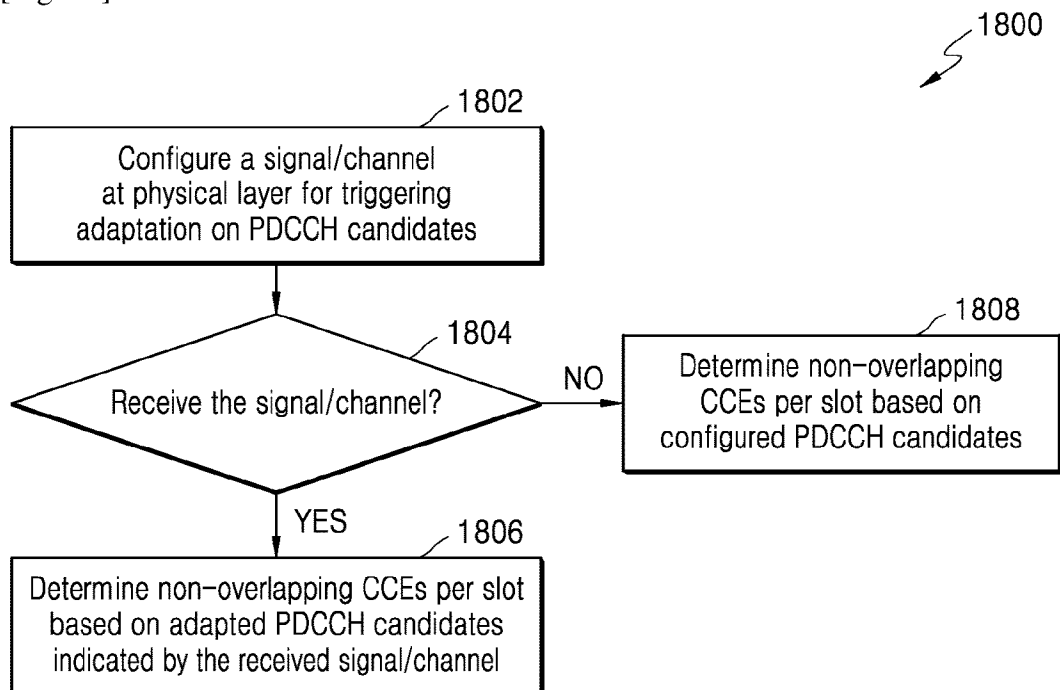 1800
1802
Configure a signal/channel
at physical layer for triggering
adaptation on PDCCH candidates
1804
Receive the signal/channel?
NO
1808
Determine non-overlapping
CCEs per slot based on
configured PDCCH candidates
YES
1806
Determine non-overlapping CCEs per slot
based on adapted PDCCH candidates
indicated by the received signal/channel